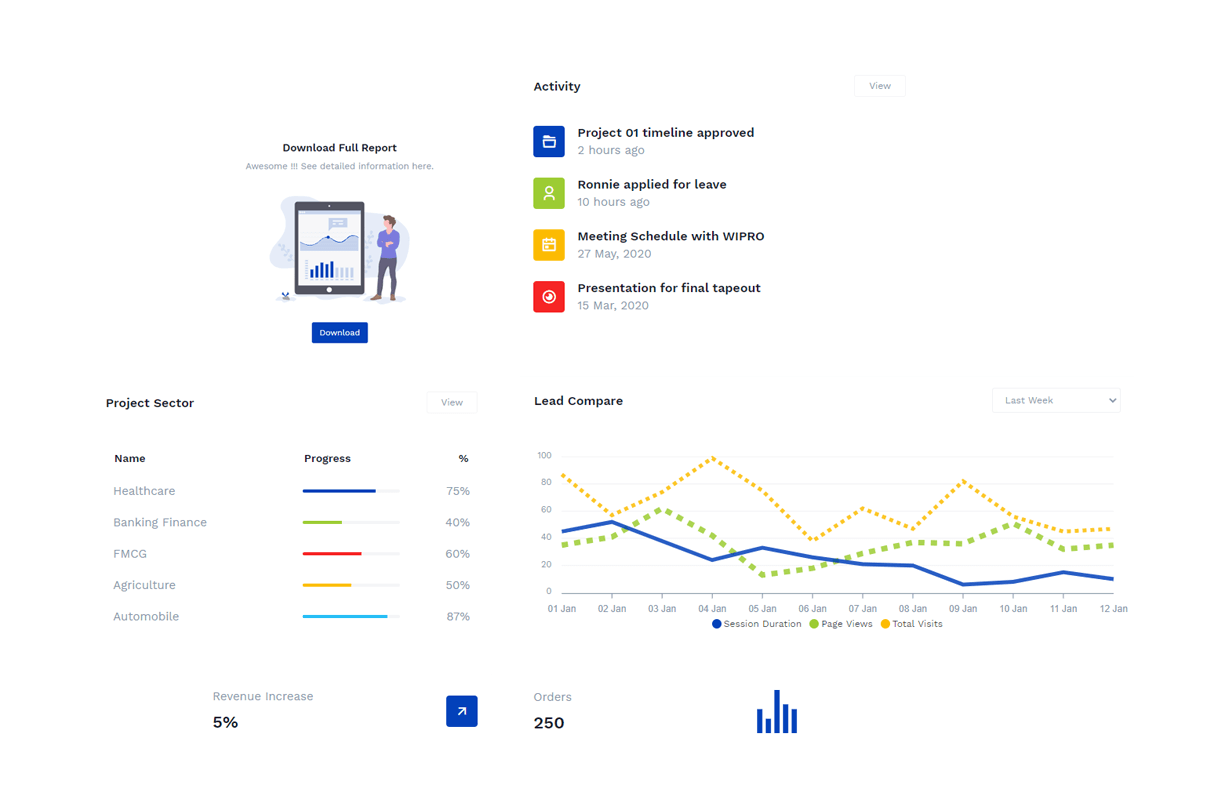 Activity
View
Project 01 timeline approved
2 hours ago
Ronnie applied for leave
10 hours ago
Meeting Schedule with WIPRO
27 May, 2020
Presentation for final tapeout
15 Mar, 2020
Download Full Report
Awesome !!! See detailed information here.
Download
Project Sector
View
Name Progress %
Healthcare 75%
Banking Finance 40%
FMCG 60%
Agriculture 50%
Automobile 87%
Lead Compare
Last Week
100
80
60
40
20
0
01 Jan 02 Jan 03 Jan 04 Jan 05 Jan 06 Jan 07 Jan 08 Jan 09 Jan 10 Jan 11 Jan 12 Jan
Session Duration Page Views Total Visits
Revenue Increase
5%
Orders
250